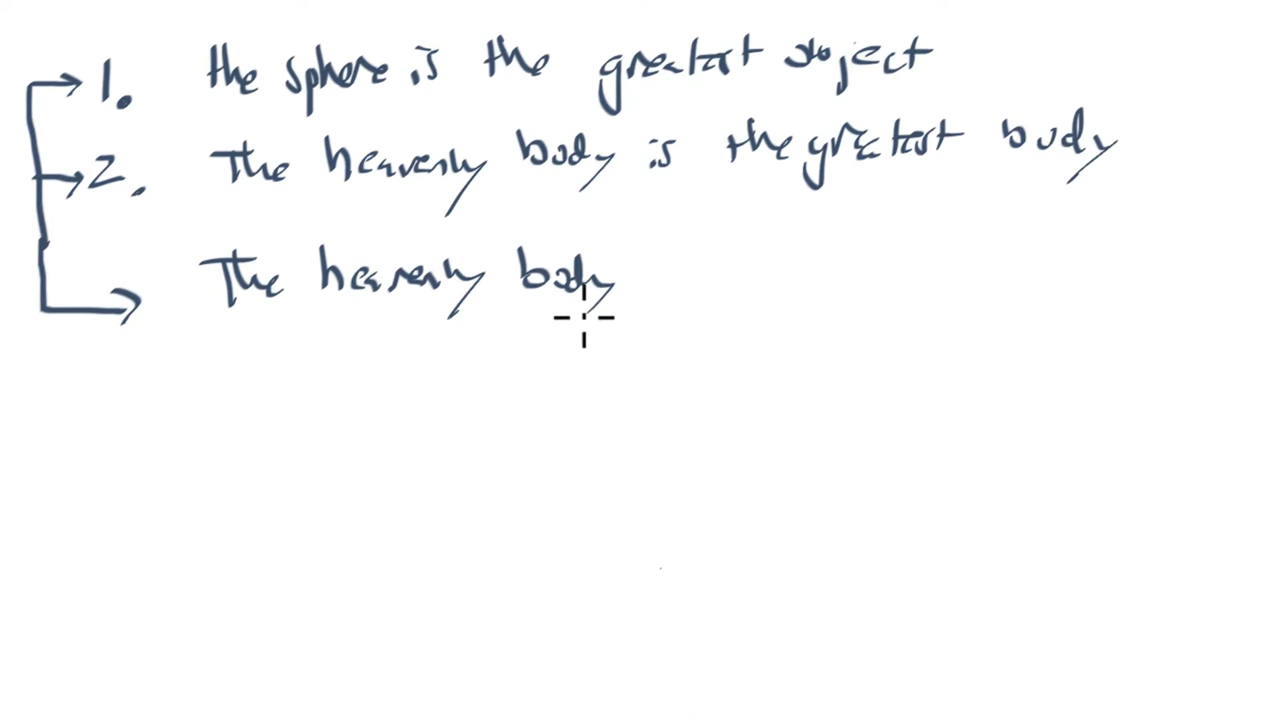 1. the sphere is the greatest object
2. The heavenly body is the greatest body
The heavenly body